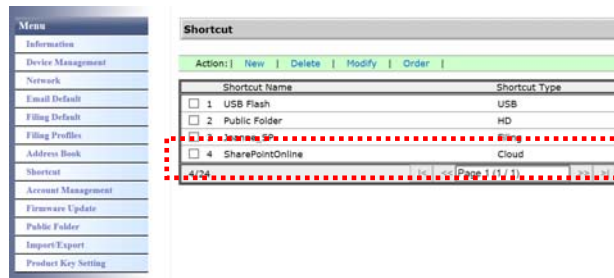 Menu
Information
Device Management
Network
Email Default
Filing Default
Filing Profiles
Address Book
Shortcut
Account Management
Firmware Update
Public Folder
Import/Export
Product Key Setting
Shortcut
Action: | New | Delete | Modify | Order |
Shortcut Name Shortcut Type
1 USB Flash USB
2 Public Folder HD
3 Joanne_SP Filing
4 SharePointOnline Cloud
4/24 |< << Page 1 (1 / 1) >> >|